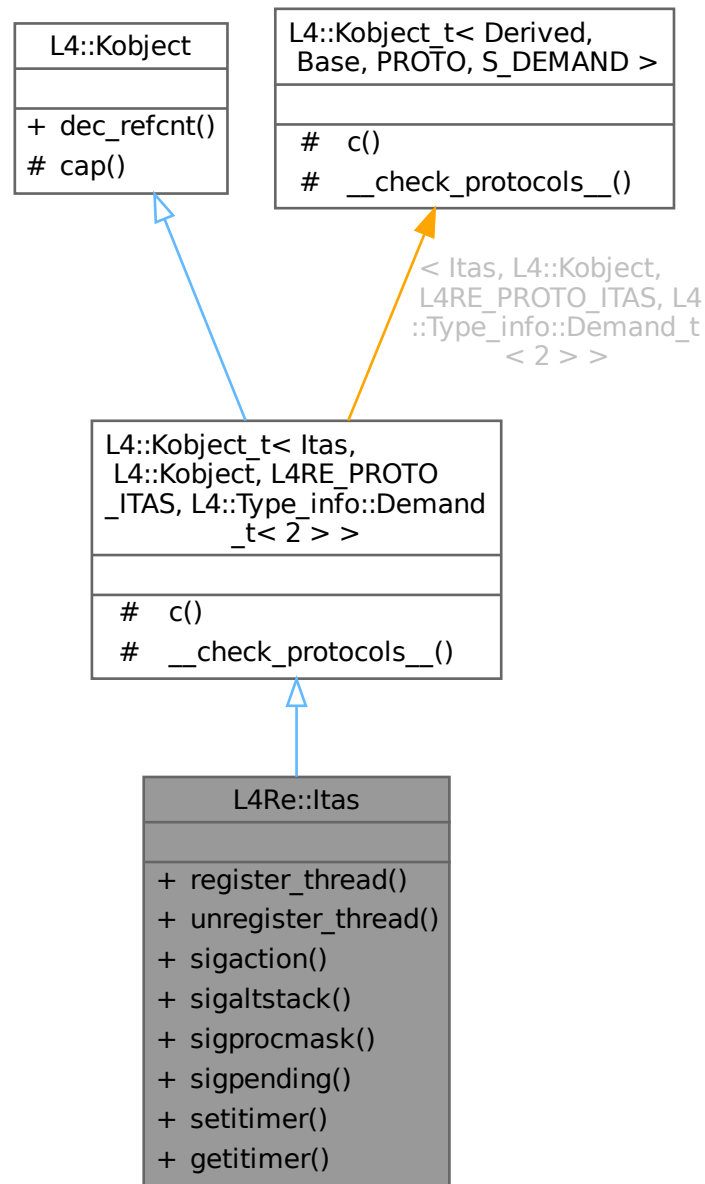 L4::Kobject
+ dec_refcnt()
# cap()
L4::Kobject_t< Derived,
Base, PROTO, S_DEMAND >
# c()
# __check_protocols__()
< Itas, L4::Kobject,
L4RE_PROTO_ITAS, L4
::Type_info::Demand_t
< 2 > >
L4::Kobject_t< Itas,
L4::Kobject, L4RE_PROTO
_ITAS, L4::Type_info::Demand
_t< 2 > >
# c()
# __check_protocols__()
L4Re::Itas
+ register_thread()
+ unregister_thread()
+ sigaction()
+ sigaltstack()
+ sigprocmask()
+ sigpending()
+ setitimer()
+ getitimer()